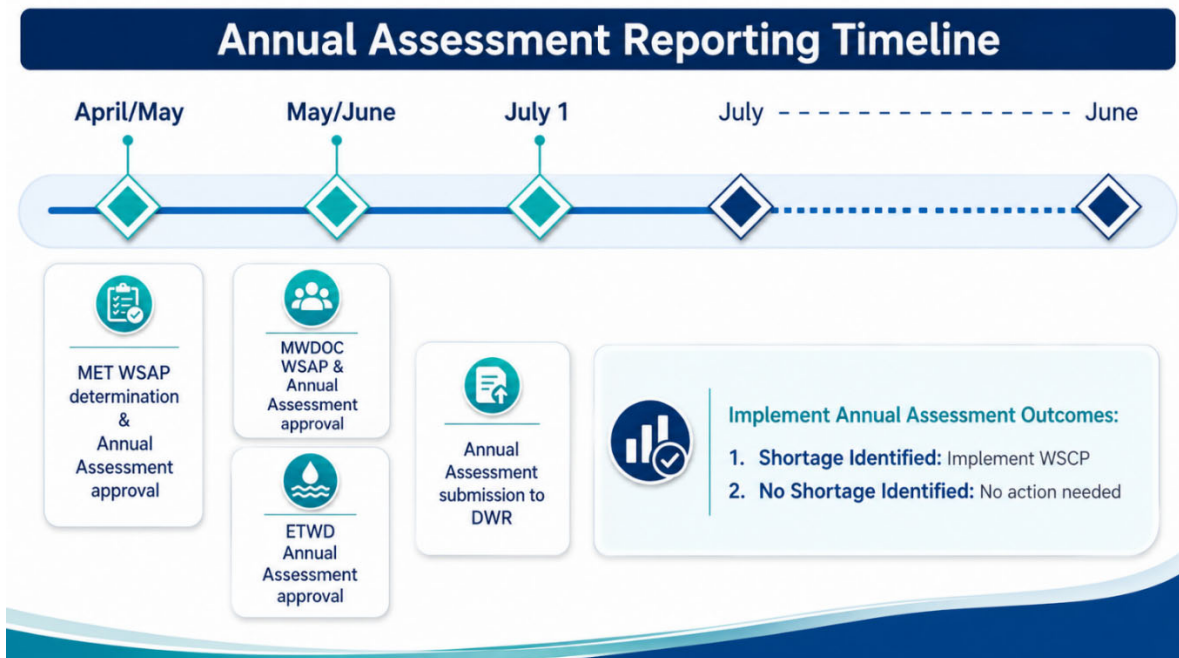 Annual Assessment Reporting Timeline
April/May
May/June
July 1
July
June
MET WSAP
determination
&
Annual
Assessment
approval
MWDOC
WSAP &
Annual
Assessment
approval
ETWD
Annual
Assessment
approval
Annual
Assessment
submission to
DWR
Implement Annual Assessment Outcomes:
1. Shortage Identified: Implement WSCP
2. No Shortage Identified: No action needed